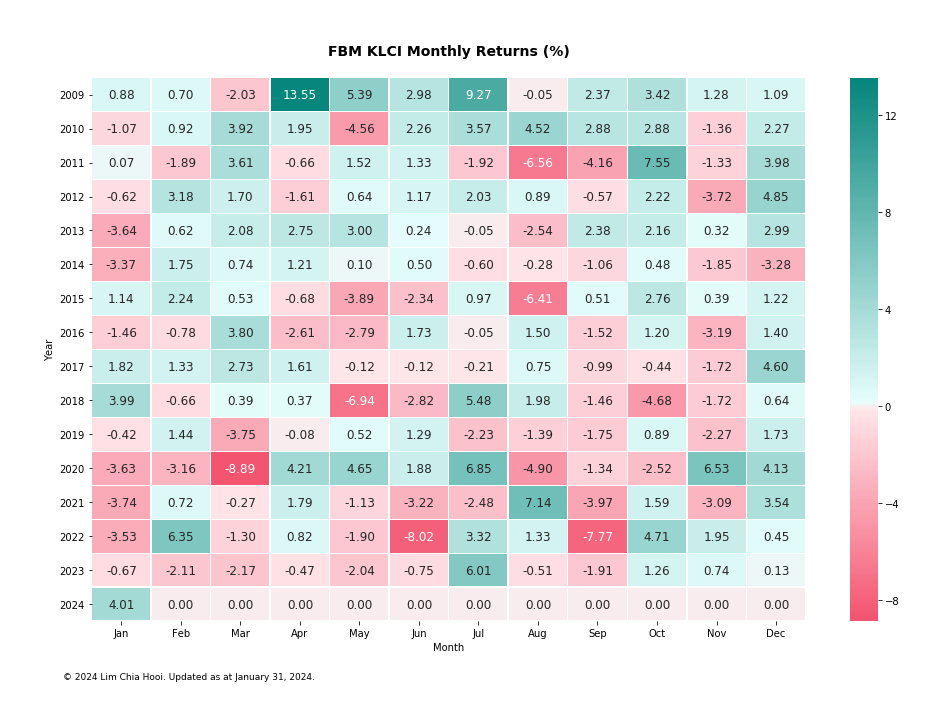 FBM KLCI Monthly Returns (%)
2009 0.88 0.70 -2.03 13.55 5.39 2.98 9.27 -0.05 2.37 3.42 1.28 1.09
2010 -1.07 0.92 3.92 1.95 -4.56 2.26 3.57 4.52 2.88 2.88 -1.36 2.27
2011 0.07 -1.89 3.61 -0.66 1.52 1.33 -1.92 -6.56 -4.16 7.55 -1.33 3.98
2012 -0.62 3.18 1.70 -1.61 0.64 1.17 2.03 0.89 -0.57 2.22 -3.72 4.85
2013 -3.64 0.62 2.08 2.75 3.00 0.24 -0.05 -2.54 2.38 2.16 0.32 2.99
2014 -3.37 1.75 0.74 1.21 0.10 0.50 -0.60 -0.28 -1.06 0.48 -1.85 -3.28
2015 1.14 2.24 0.53 -0.68 -3.89 -2.34 0.97 -6.41 0.51 2.76 0.39 1.22
2016 -1.46 -0.78 3.80 -2.61 -2.79 1.73 -0.05 1.50 -1.52 1.20 -3.19 1.40
2017 1.82 1.33 2.73 1.61 -0.12 -0.12 -0.21 0.75 -0.99 -0.44 -1.72 4.60
2018 3.99 -0.66 0.39 0.37 -6.94 -2.82 5.48 1.98 -1.46 -4.68 -1.72 0.64
2019 -0.42 1.44 -3.75 -0.08 0.52 1.29 -2.23 -1.39 -1.75 0.89 -2.27 1.73
2020 -3.63 -3.16 -8.89 4.21 4.65 1.88 6.85 -4.90 -1.34 -2.52 6.53 4.13
2021 -3.74 0.72 -0.27 1.79 -1.13 -3.22 -2.48 7.14 -3.97 1.59 -3.09 3.54
2022 -3.53 6.35 -1.30 0.82 -1.90 -8.02 3.32 1.33 -7.77 4.71 1.95 0.45
2023 -0.67 -2.11 -2.17 -0.47 -2.04 -0.75 6.01 -0.51 -1.91 1.26 0.74 0.13
2024 4.01 0.00 0.00 0.00 0.00 0.00 0.00 0.00 0.00 0.00 0.00 0.00
Jan Feb Mar Apr May Jun Jul Aug Sep Oct Nov Dec
Month
Year
12
8
4
0
−4
−8
© 2024 Lim Chia Hooi. Updated as at January 31, 2024.